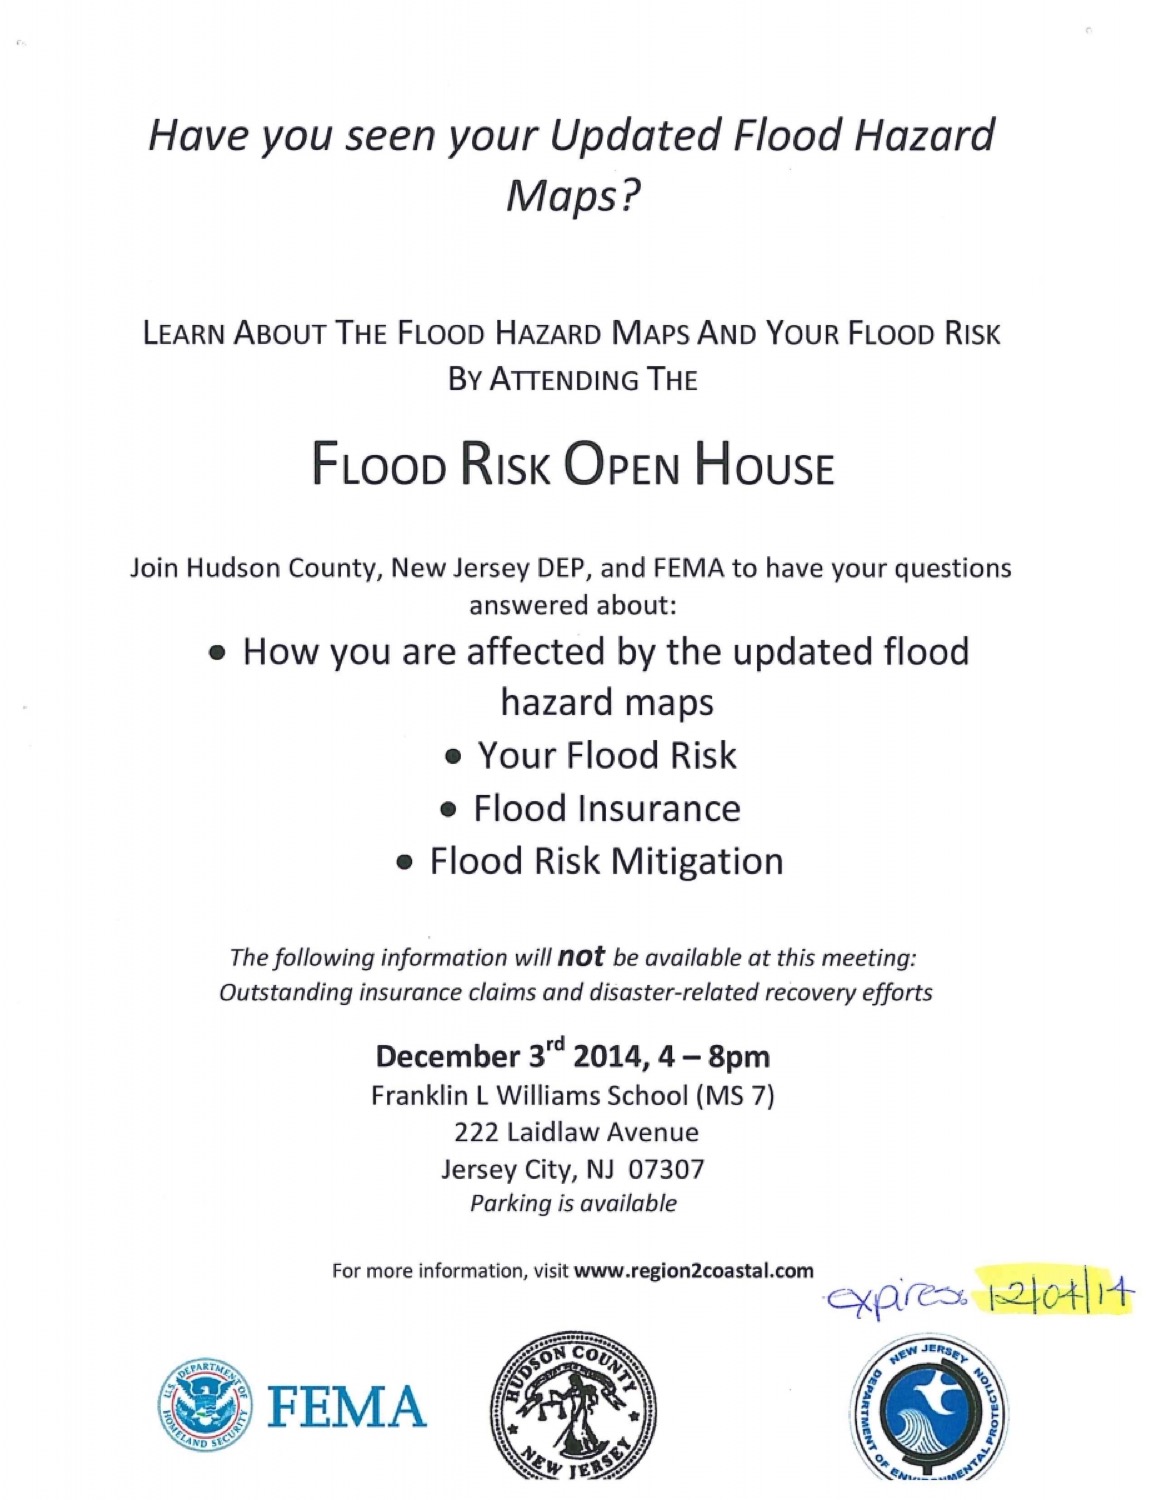 Have you seen your Updated Flood Hazard
Maps?
LEARN ABOUT THE FLOOD HAZARD MAPS AND YOUR FLOOD RISK
BY ATTENDING THE
FLOOD RISK OPEN HOUSE
Join Hudson County, New Jersey DEP, and FEMA to have your questions
answered about:
• How you are affected by the updated flood
hazard maps
• Your Flood Risk
• Flood Insurance
• Flood Risk Mitigation
The following information will not be available at this meeting:
Outstanding insurance claims and disaster-related recovery efforts
December 3rd 2014, 4 – 8pm
Franklin L Williams School (MS 7)
222 Laidlaw Avenue
Jersey City, NJ 07307
Parking is available
For more information, visit www.region2coastal.com
expires: 12/04/14
U.S. DEPARTMENT OF
HOMELAND SECURITY
FEMA
HUDSON COUNTY
NEW JERSEY
NEW JERSEY
DEPARTMENT OF ENVIRONMENTAL PROTECTION